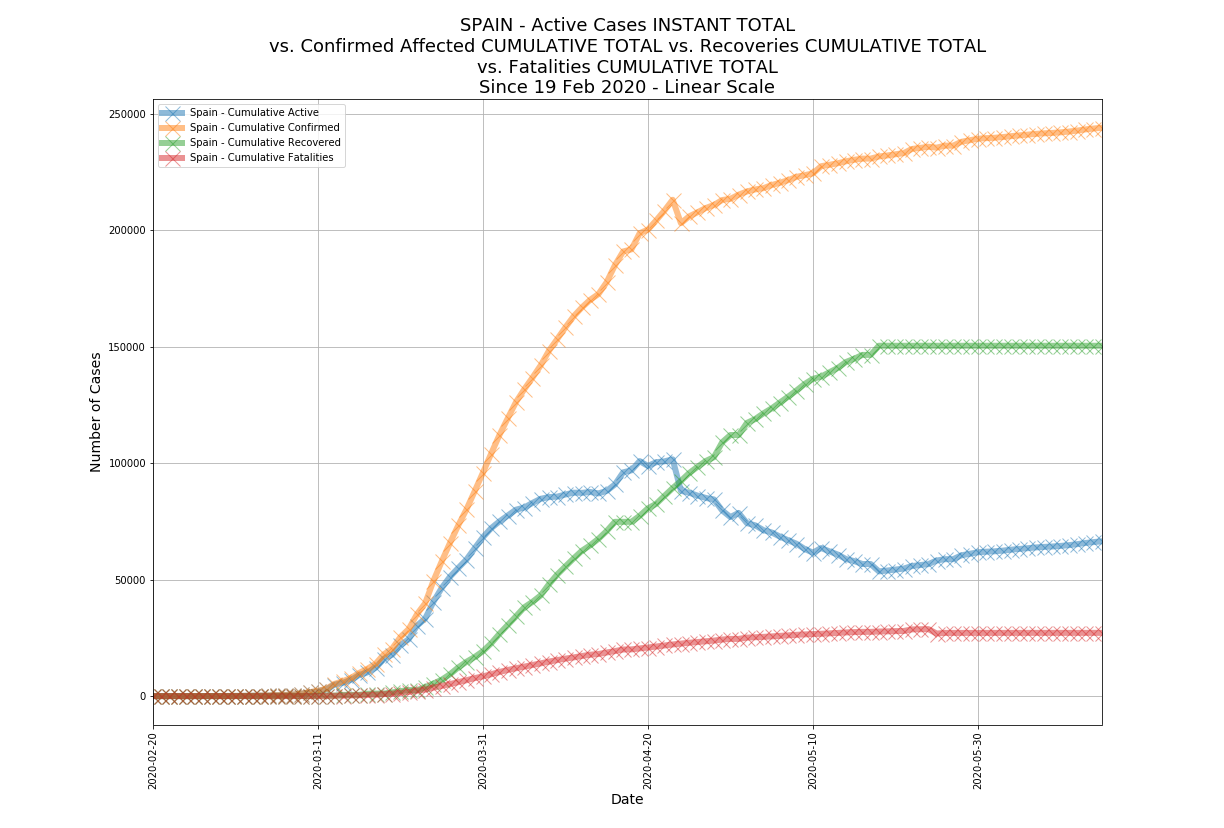 SPAIN - Active Cases INSTANT TOTAL
vs. Confirmed Affected CUMULATIVE TOTAL vs. Recoveries CUMULATIVE TOTAL
vs. Fatalities CUMULATIVE TOTAL
Since 19 Feb 2020 - Linear Scale
Spain - Cumulative Active
Spain - Cumulative Confirmed
Spain - Cumulative Recovered
Spain - Cumulative Fatalities
250000
200000
150000
100000
50000
0
Number of Cases
2020-02-20
2020-03-11
2020-03-31
2020-04-20
2020-05-10
2020-05-30
Date